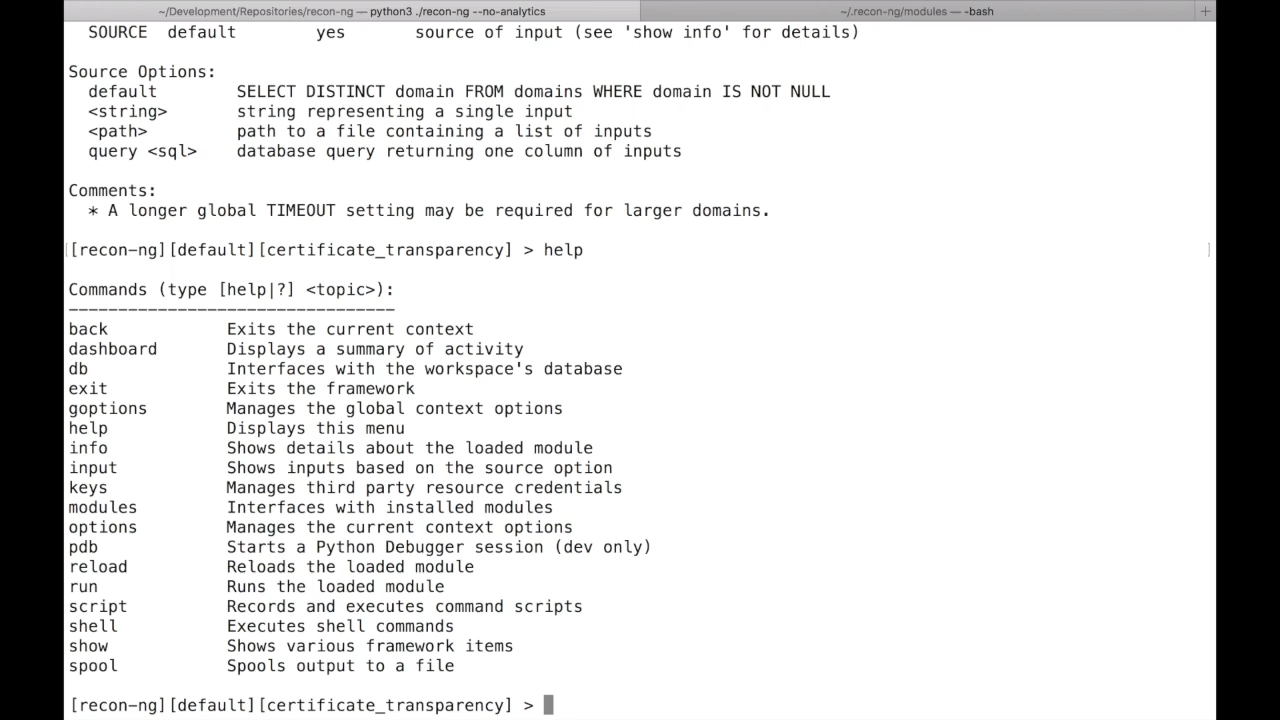 ~/Development/Repositories/recon-ng — python3 ./recon-ng --no-analytics
~/.recon-ng/modules — -bash
+
SOURCE  default        yes       source of input (see 'show info' for details)
Source Options:
  default        SELECT DISTINCT domain FROM domains WHERE domain IS NOT NULL
  <string>       string representing a single input
  <path>         path to a file containing a list of inputs
  query <sql>    database query returning one column of inputs
Comments:
  * A longer global TIMEOUT setting may be required for larger domains.
[[recon-ng][default][certificate_transparency] > help ]
Commands (type [help|?] <topic>):
---------------------------------
back            Exits the current context
dashboard       Displays a summary of activity
db              Interfaces with the workspace's database
exit            Exits the framework
goptions        Manages the global context options
help            Displays this menu
info            Shows details about the loaded module
input           Shows inputs based on the source option
keys            Manages third party resource credentials
modules         Interfaces with installed modules
options         Manages the current context options
pdb             Starts a Python Debugger session (dev only)
reload          Reloads the loaded module
run             Runs the loaded module
script          Records and executes command scripts
shell           Executes shell commands
show            Shows various framework items
spool           Spools output to a file
[recon-ng][default][certificate_transparency] >